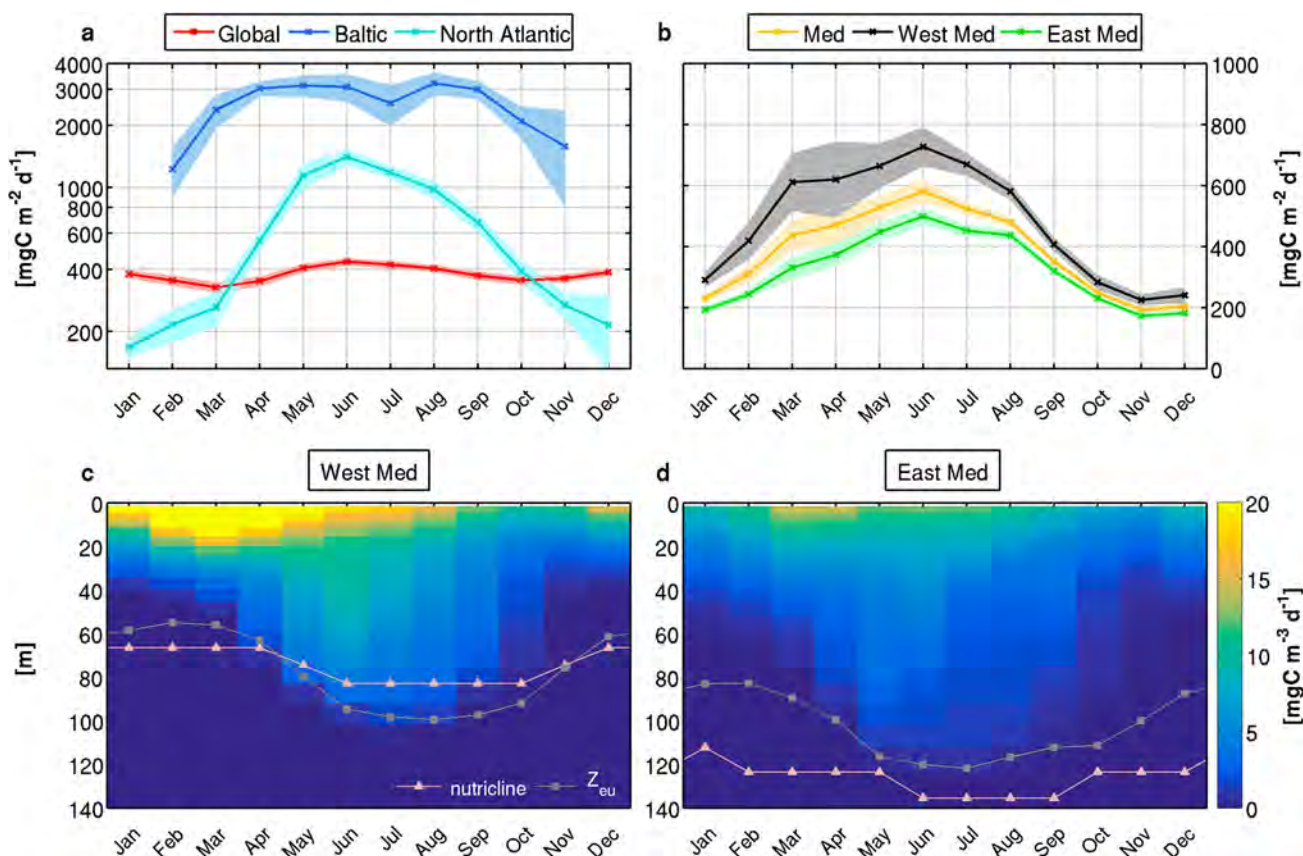 a
Global Baltic North Atlantic
4000
3000
2000
1000
800
600
400
200
[mgC m⁻² d⁻¹]
Jan Feb Mar Apr May Jun Jul Aug Sep Oct Nov Dec
b
Med West Med East Med
1000
800
600
400
200
0
[mgC m⁻² d⁻¹]
Jan Feb Mar Apr May Jun Jul Aug Sep Oct Nov Dec
c
West Med
0
20
40
60
80
100
120
140
[m]
nutricline Zeu
Jan Feb Mar Apr May Jun Jul Aug Sep Oct Nov Dec
d
East Med
0
20
40
60
80
100
120
140
Jan Feb Mar Apr May Jun Jul Aug Sep Oct Nov Dec
20
15
10
5
0
[mgC m⁻³ d⁻¹]